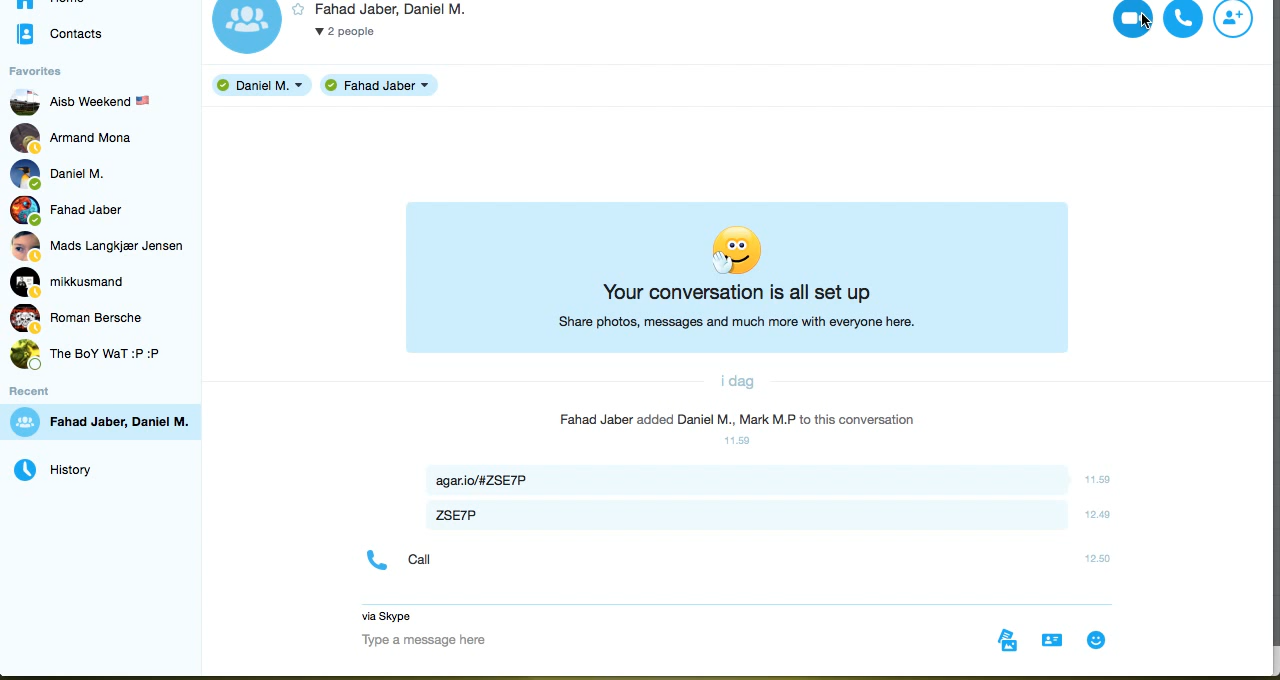 Home
Contacts
Favorites
Aisb Weekend
Armand Mona
Daniel M.
Fahad Jaber
Mads Langkjær Jensen
mikkusmand
Roman Bersche
The BoY WaT :P :P
Recent
Fahad Jaber, Daniel M.
History
Fahad Jaber, Daniel M.
▼ 2 people
Daniel M.
Fahad Jaber
Your conversation is all set up
Share photos, messages and much more with everyone here.
i dag
Fahad Jaber added Daniel M., Mark M.P to this conversation
11.59
agar.io/#ZSE7P 11.59
ZSE7P 12.49
Call 12.50
via Skype
Type a message here